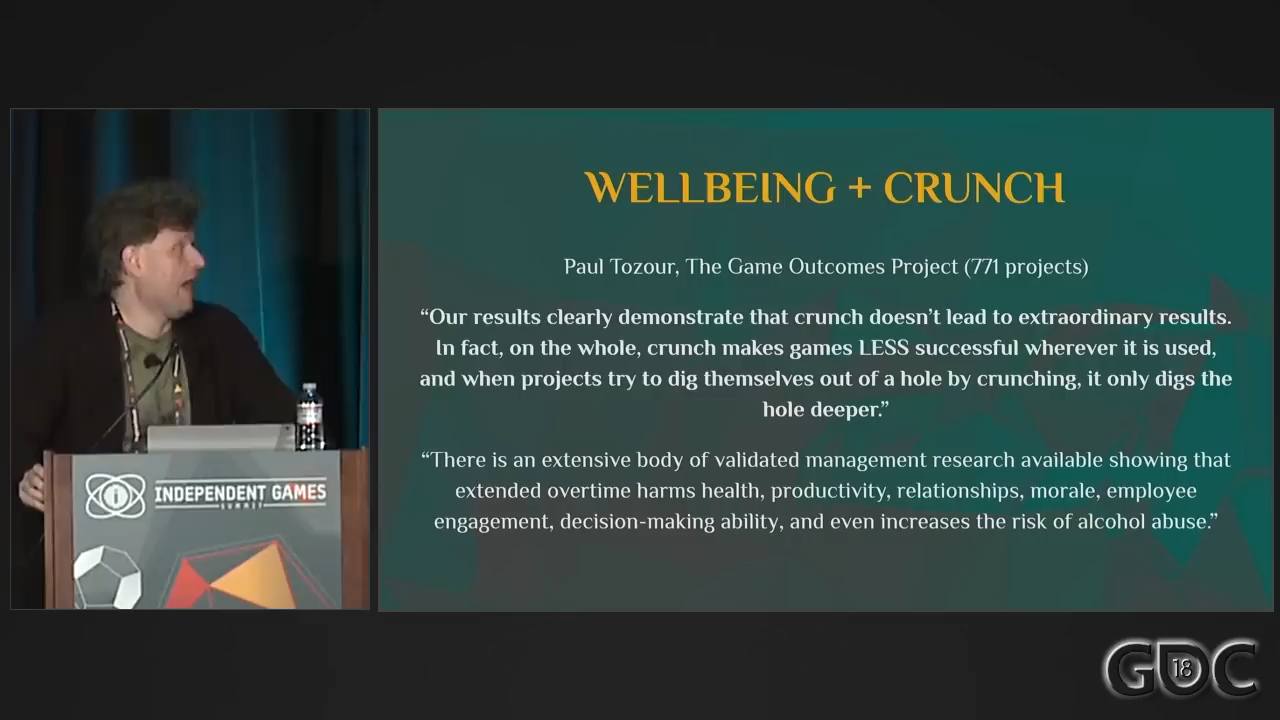 WELLBEING + CRUNCH
Paul Tozour, The Game Outcomes Project (771 projects)
“Our results clearly demonstrate that crunch doesn’t lead to extraordinary results.
In fact, on the whole, crunch makes games LESS successful wherever it is used,
and when projects try to dig themselves out of a hole by crunching, it only digs the
hole deeper.”
“There is an extensive body of validated management research available showing that
extended overtime harms health, productivity, relationships, morale, employee
engagement, decision-making ability, and even increases the risk of alcohol abuse.”
i
INDEPENDENT GAMES
SUMMIT
GDC
18